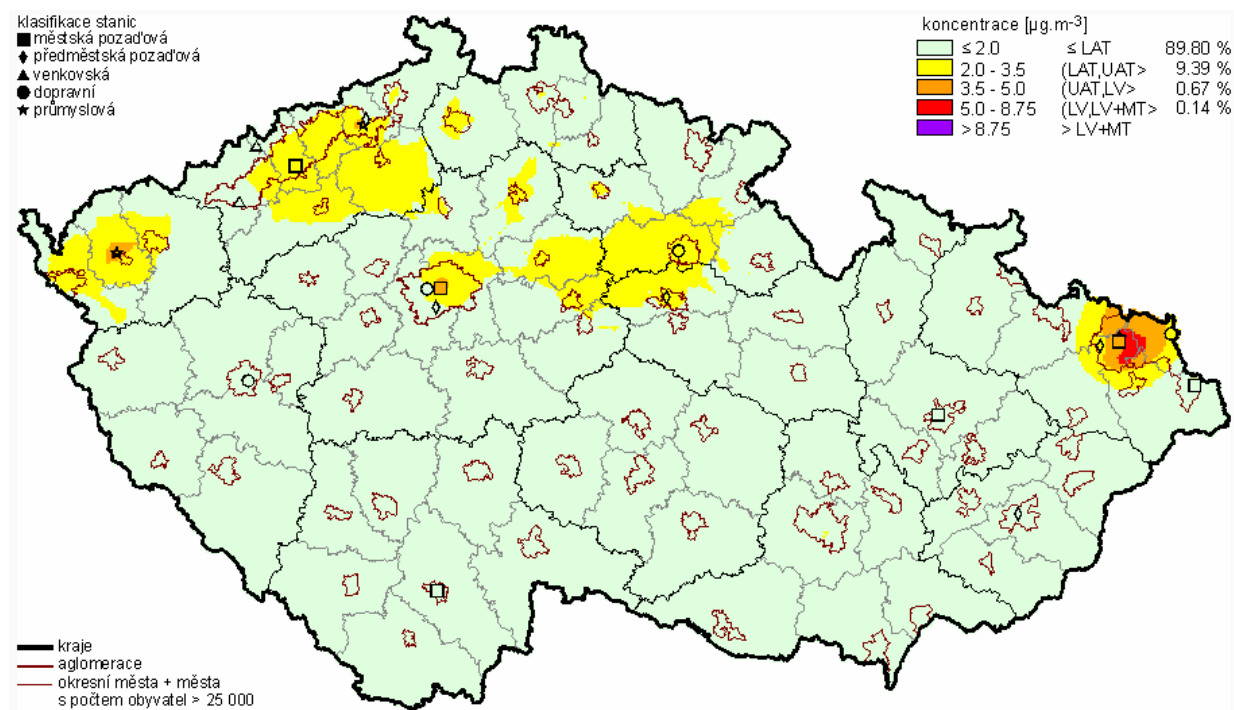 klasifikace stanic
městská pozaďová
předměstská pozaďová
venkovská
dopravní
průmyslová
koncentrace [µg.m-3]
≤ 2.0 ≤ LAT 89.80 %
2.0 - 3.5 (LAT,UAT> 9.39 %
3.5 - 5.0 (UAT,LV> 0.67 %
5.0 - 8.75 (LV,LV+MT> 0.14 %
> 8.75 > LV+MT
kraje
aglomerace
okresní města + města
s počtem obyvatel > 25 000